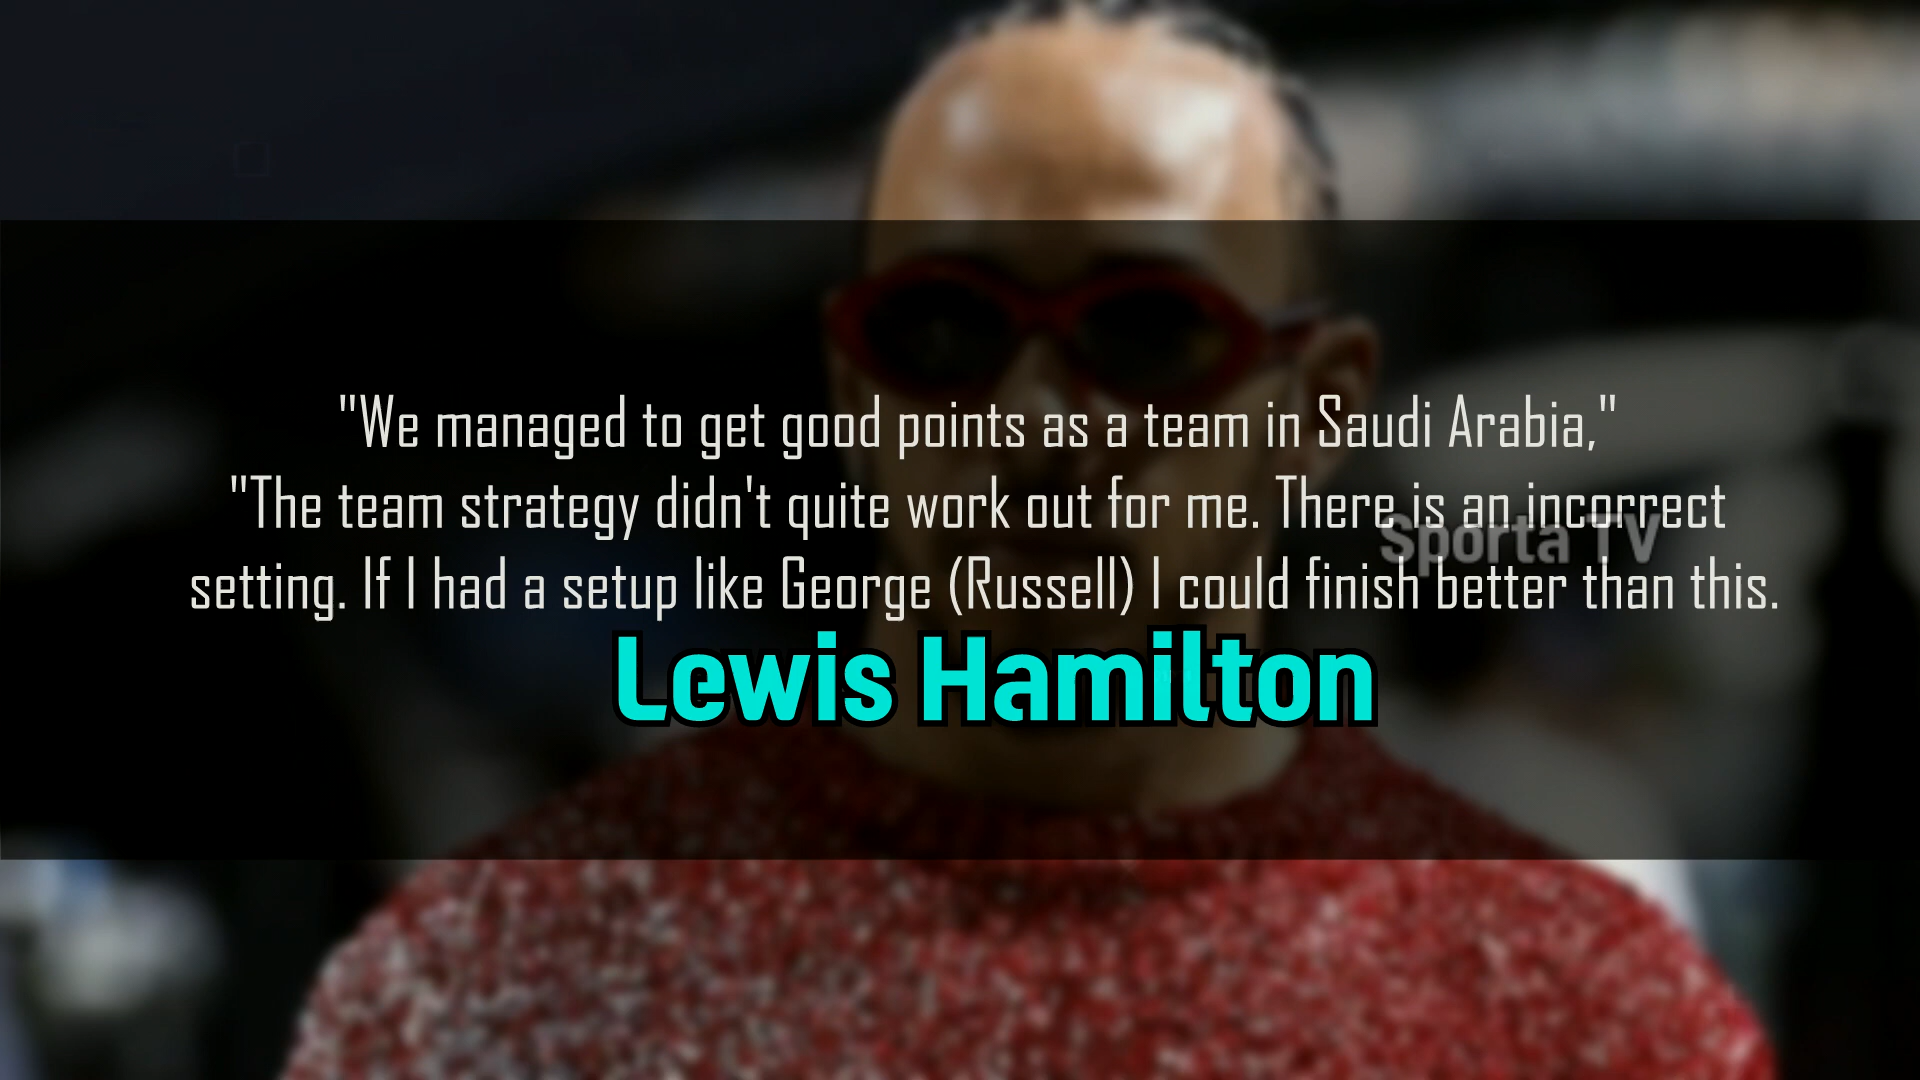 "We managed to get good points as a team in Saudi Arabia,"
"The team strategy didn't quite work out for me. There is an incorrect
Sporta TV
setting. If I had a setup like George (Russell) I could finish better than this.
Lewis Hamilton